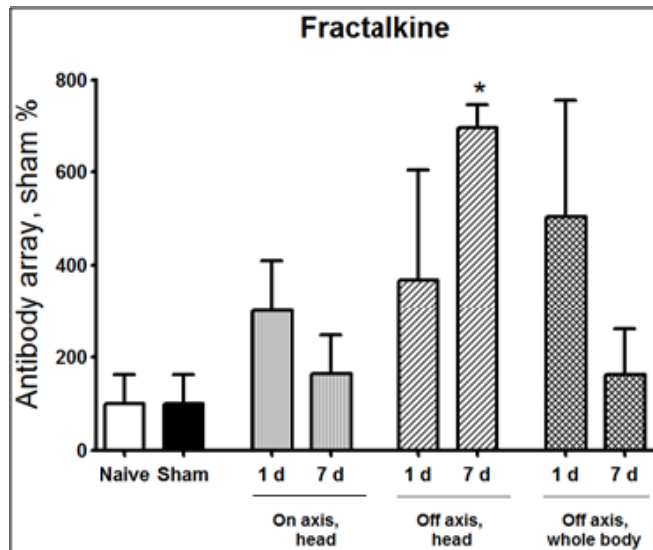 Fractalkine
Antibody array, sham %
800
600
400
200
0
*
Naive Sham 1 d 7 d 1 d 7 d 1 d 7 d
On axis, head
Off axis, head
Off axis, whole body